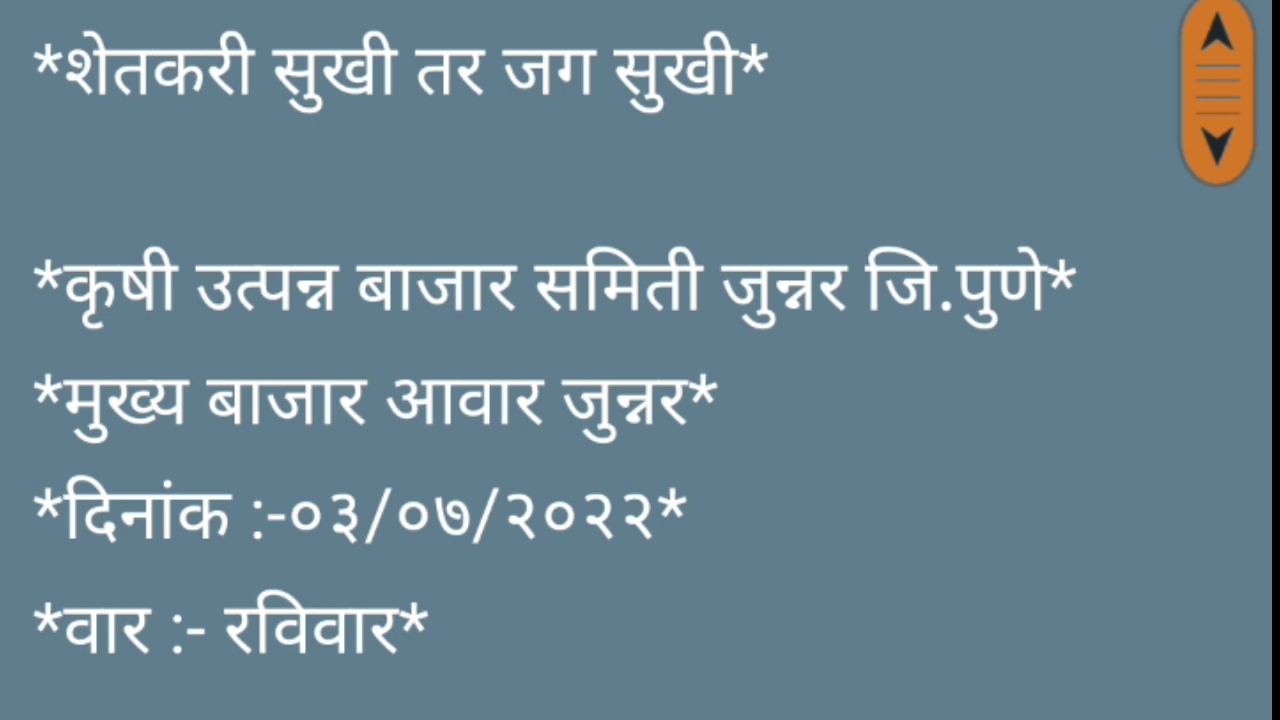 *शेतकरी सुखी तर जग सुखी*
*कृषी उत्पन्न बाजार समिती जुन्नर जि.पुणे*
*मुख्य बाजार आवार जुन्नर*
*दिनांक :-०३/०७/२०२२*
*वार :- रविवार*